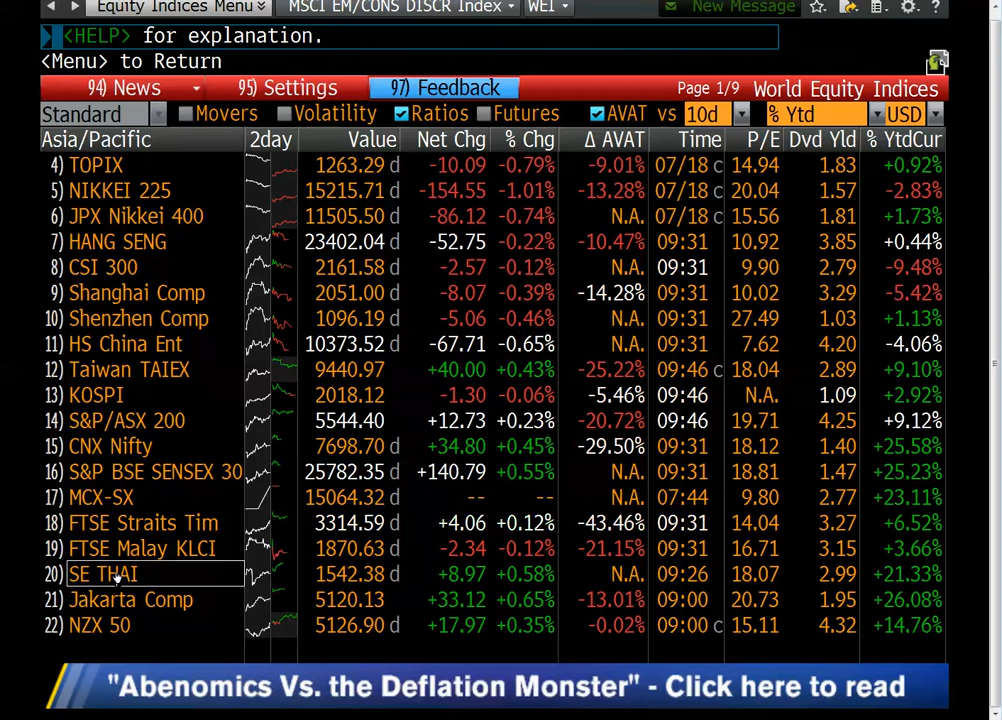 Equity Indices Menu MSCI EM/CONS DISCR Index WEI New Message ?
<HELP> for explanation.
<Menu> to Return
94) News 95) Settings 97) Feedback Page 1/9 World Equity Indices
Standard Movers Volatility Ratios Futures AVAT vs 10d % Ytd USD
Asia/Pacific 2day Value Net Chg % Chg Δ AVAT Time P/E Dvd Yld % YtdCur
4) TOPIX 1263.29 d -10.09 -0.79% -9.01% 07/18 c 14.94 1.83 +0.92%
5) NIKKEI 225 15215.71 d -154.55 -1.01% -13.28% 07/18 c 20.04 1.57 -2.83%
6) JPX Nikkei 400 11505.50 d -86.12 -0.74% N.A. 07/18 c 15.56 1.81 +1.73%
7) HANG SENG 23402.04 d -52.75 -0.22% -10.47% 09:31 10.92 3.85 +0.44%
8) CSI 300 2161.58 d -2.57 -0.12% N.A. 09:31 9.90 2.79 -9.48%
9) Shanghai Comp 2051.00 d -8.07 -0.39% -14.28% 09:31 10.02 3.29 -5.42%
10) Shenzhen Comp 1096.19 d -5.06 -0.46% N.A. 09:31 27.49 1.03 +1.13%
11) HS China Ent 10373.52 d -67.71 -0.65% N.A. 09:31 7.62 4.20 -4.06%
12) Taiwan TAIEX 9440.97 +40.00 +0.43% -25.22% 09:46 c 18.04 2.89 +9.10%
13) KOSPI 2018.12 -1.30 -0.06% -5.46% 09:46 N.A. 1.09 +2.92%
14) S&P/ASX 200 5544.40 +12.73 +0.23% -20.72% 09:46 19.71 4.25 +9.12%
15) CNX Nifty 7698.70 d +34.80 +0.45% -29.50% 09:31 18.12 1.40 +25.58%
16) S&P BSE SENSEX 30 25782.35 d +140.79 +0.55% N.A. 09:31 18.81 1.47 +25.23%
17) MCX-SX 15064.32 d -- -- N.A. 07:44 9.80 2.77 +23.11%
18) FTSE Straits Tim 3314.59 d +4.06 +0.12% -43.46% 09:31 14.04 3.27 +6.52%
19) FTSE Malay KLCI 1870.63 d -2.34 -0.12% -21.15% 09:31 16.71 3.15 +3.66%
20) SE THAI 1542.38 d +8.97 +0.58% N.A. 09:26 18.07 2.99 +21.33%
21) Jakarta Comp 5120.13 +33.12 +0.65% -13.01% 09:00 20.73 1.95 +26.08%
22) NZX 50 5126.90 d +17.97 +0.35% -0.02% 09:00 c 15.11 4.32 +14.76%
"Abenomics Vs. the Deflation Monster" - Click here to read